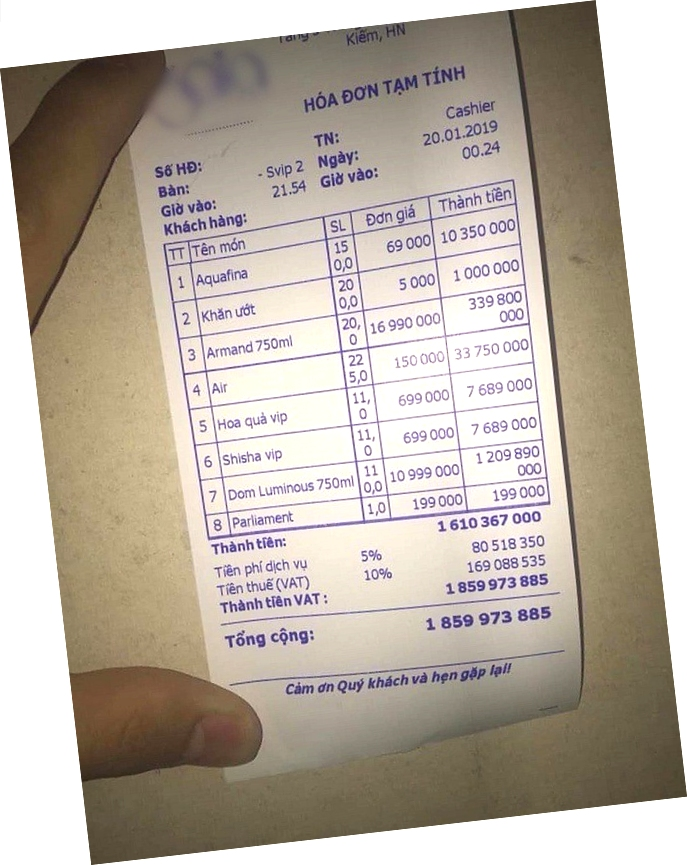 Kiếm, HN
HÓA ĐƠN TẠM TÍNH
Số HĐ: TN: Cashier
Bàn: - Svip 2 Ngày: 20.01.2019
Giờ vào: 21.54 Giờ vào: 00.24
Khách hàng:
TT Tên món SL Đơn giá Thành tiền
1 Aquafina 15 0,0 69 000 10 350 000
2 Khăn ướt 20 0,0 5 000 1 000 000
3 Armand 750ml 20, 0 16 990 000 339 800 000
4 Air 22 5,0 150 000 33 750 000
5 Hoa quả vip 11, 0 699 000 7 689 000
6 Shisha vip 11, 0 699 000 7 689 000
7 Dom Luminous 750ml 11 0,0 10 999 000 1 209 890 000
8 Parliament 1,0 199 000 199 000
Thành tiền: 1 610 367 000
Tiền phí dịch vụ 5% 80 518 350
Tiền thuế (VAT) 10% 169 088 535
Thành tiền VAT : 1 859 973 885
Tổng cộng: 1 859 973 885
Cảm ơn Quý khách và hẹn gặp lại!